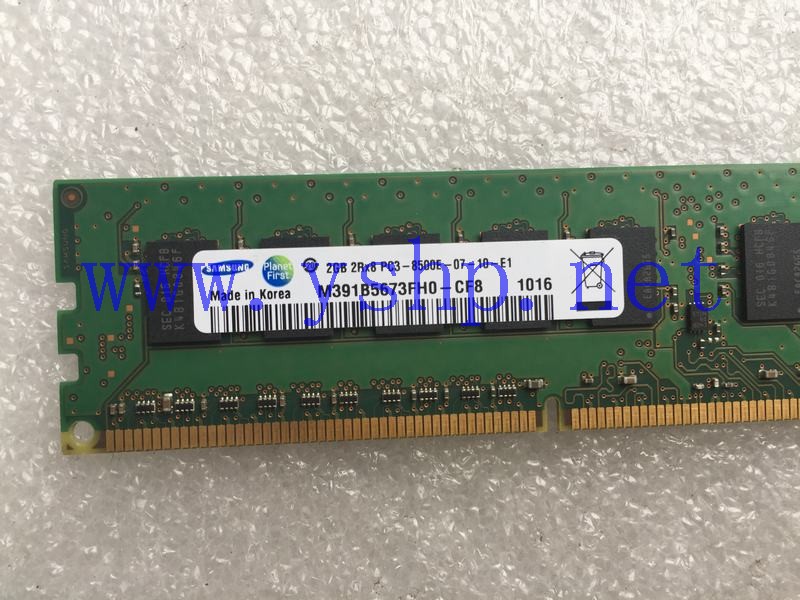 SAMSUNG
Planet First
2GB 2Rx8 PC3-8500E-07-10-E1
Made in Korea
M391B5673FH0-CF8 1016
www.yshp.net